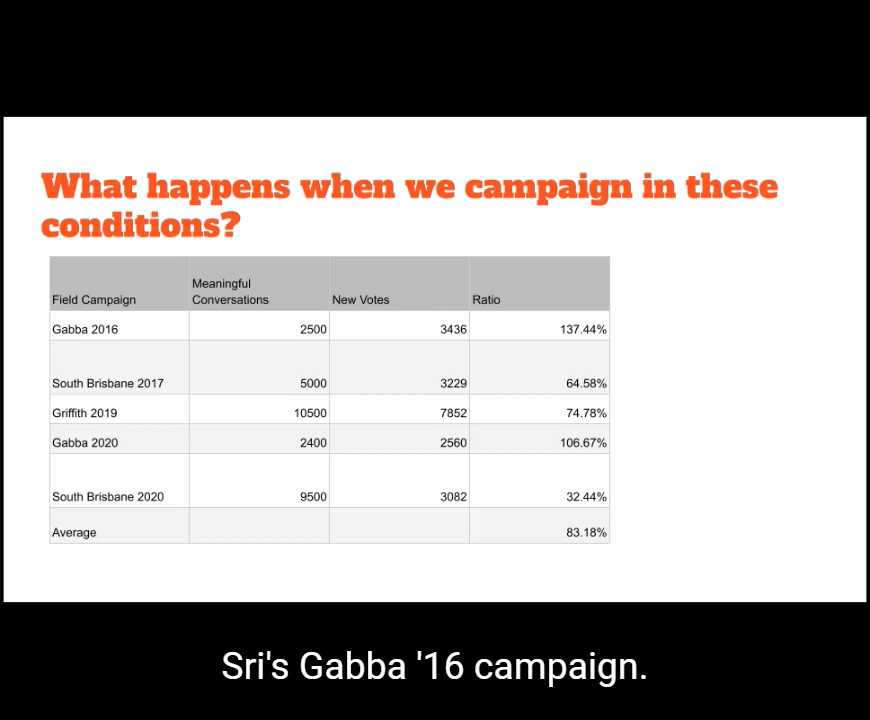 What happens when we campaign in these
conditions?
Field Campaign Meaningful Conversations New Votes Ratio
Gabba 2016 2500 3436 137.44%
South Brisbane 2017 5000 3229 64.58%
Griffith 2019 10500 7852 74.78%
Gabba 2020 2400 2560 106.67%
South Brisbane 2020 9500 3082 32.44%
Average 83.18%
Sri's Gabba '16 campaign.